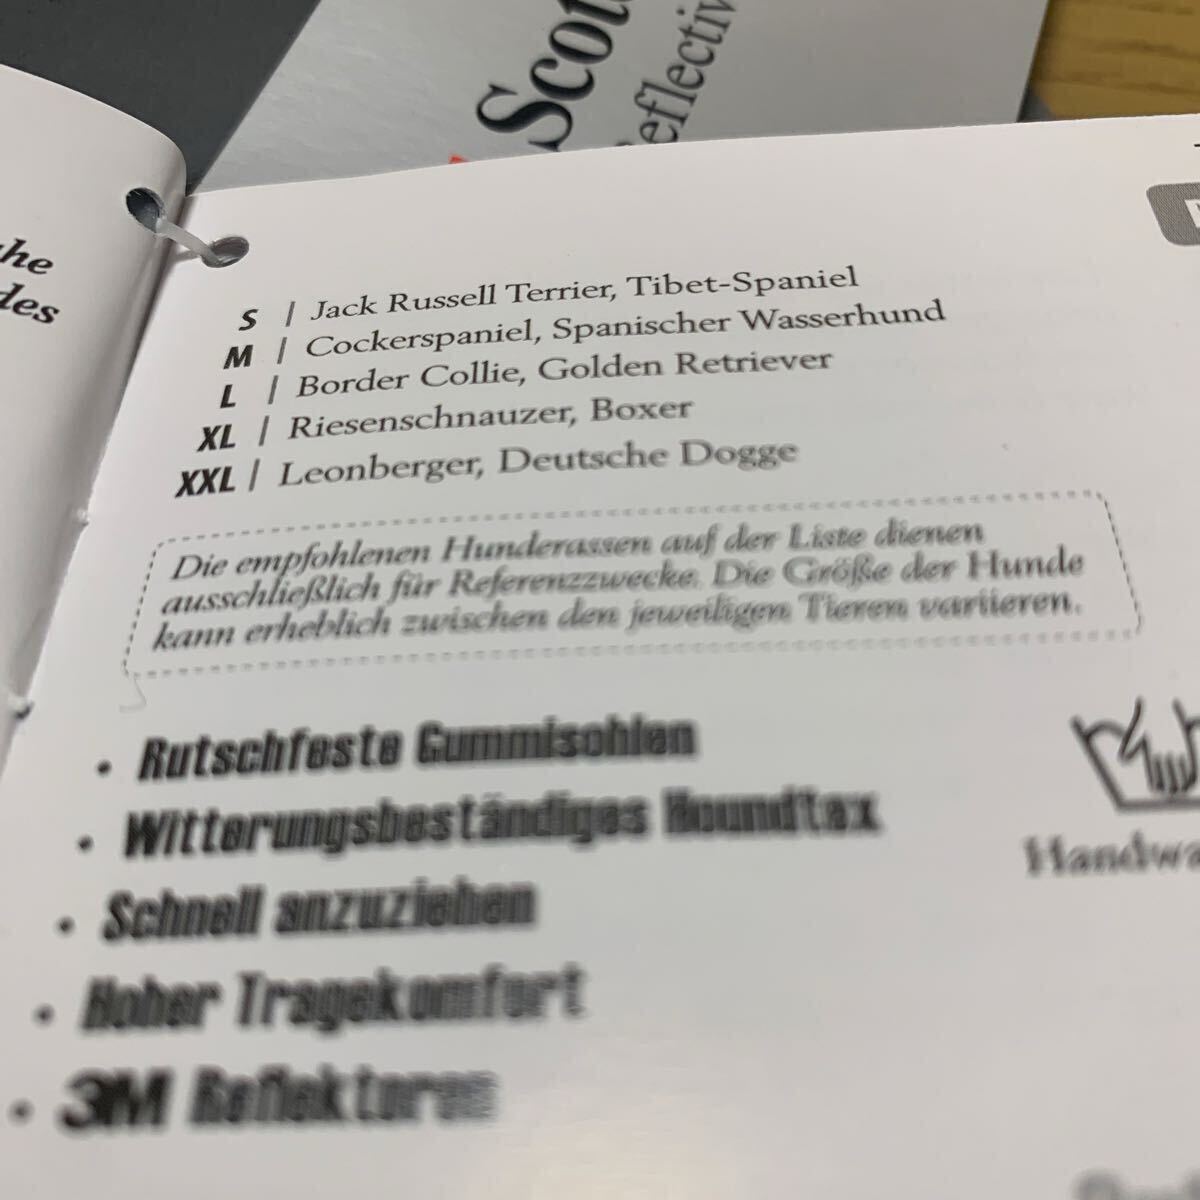 Scot
eflectiv
he
des
S | Jack Russell Terrier, Tibet-Spaniel
M | Cockerspaniel, Spanischer Wasserhund
L | Border Collie, Golden Retriever
XL | Riesenschnauzer, Boxer
XXL | Leonberger, Deutsche Dogge
Die empfohlenen Hunderassen auf der Liste dienen
ausschließlich für Referenzzwecke. Die Größe der Hunde
kann erheblich zwischen den jeweiligen Tieren variieren.
• Rutschfeste Gummisohlen
• Witterungsbeständiges Houndtex
• Schnell anzuziehen
• Hoher Tragekomfort
• 3M Reflektoren
Handwa